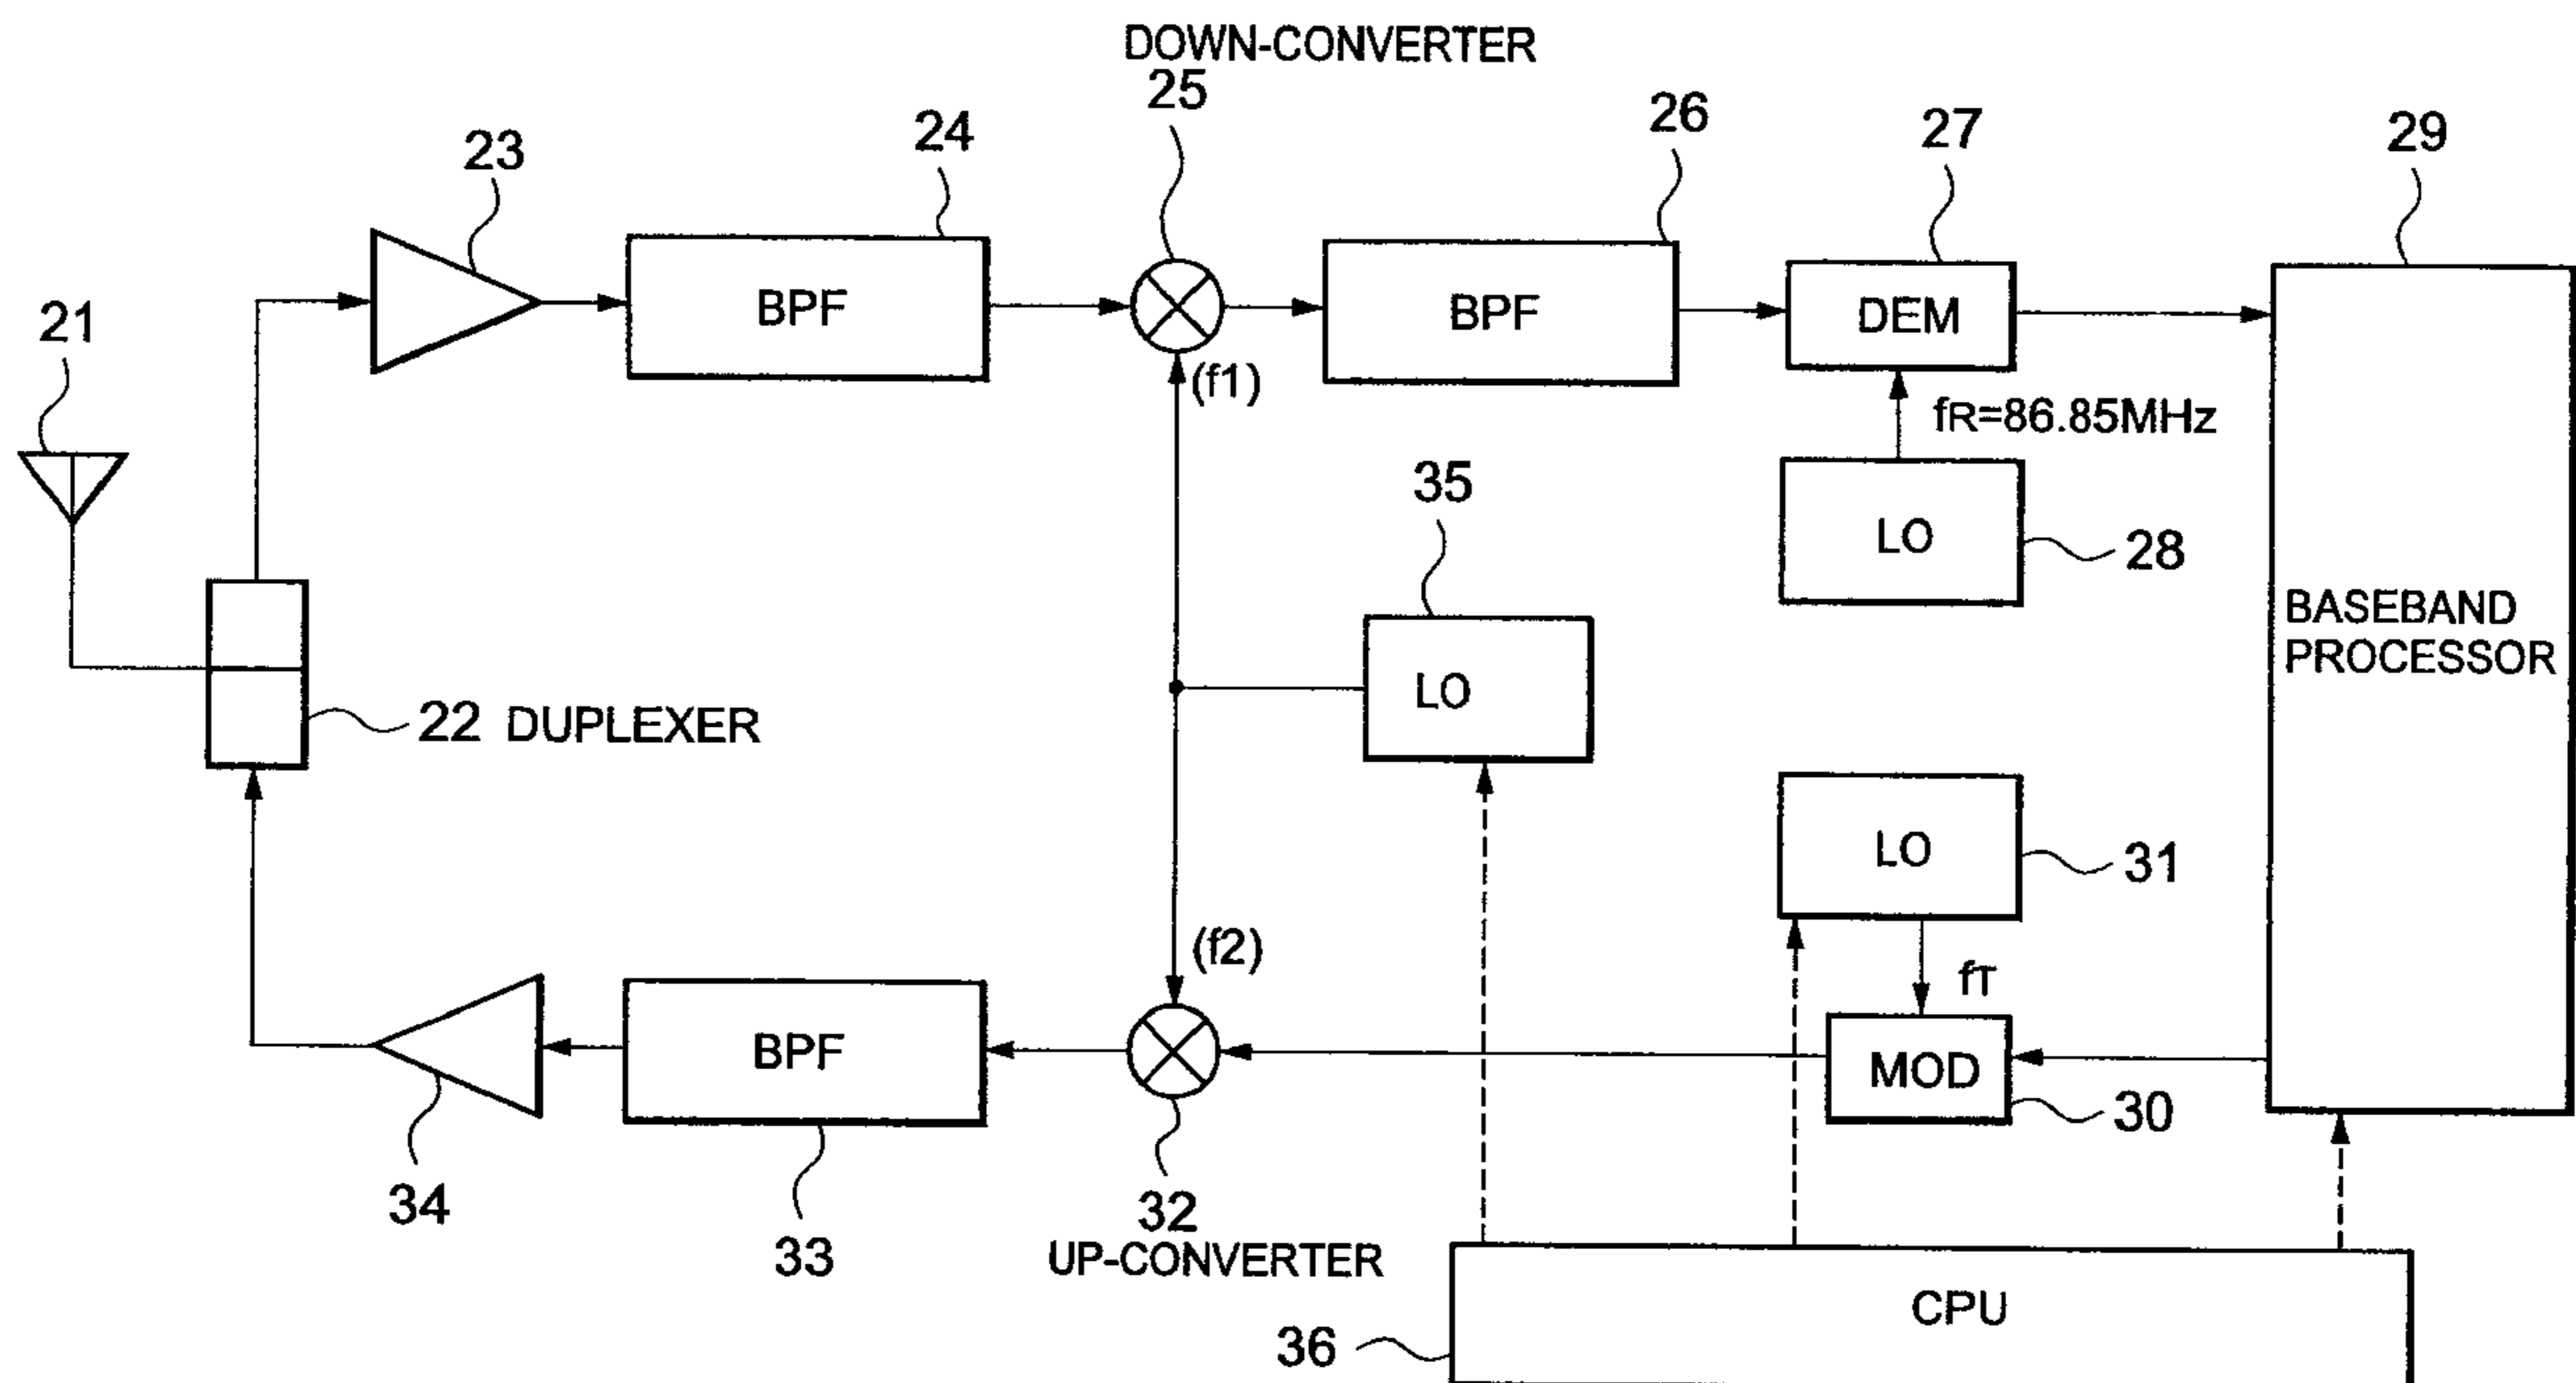 DOWN-CONVERTER
25
23
24
26
27
29
BPF
BPF
DEM
21
(f1)
fR=86.85MHz
35
LO
28
BASEBAND
PROCESSOR
LO
22 DUPLEXER
LO
31
(f2)
fT
BPF
MOD
30
34
33
32
UP-CONVERTER
CPU
36